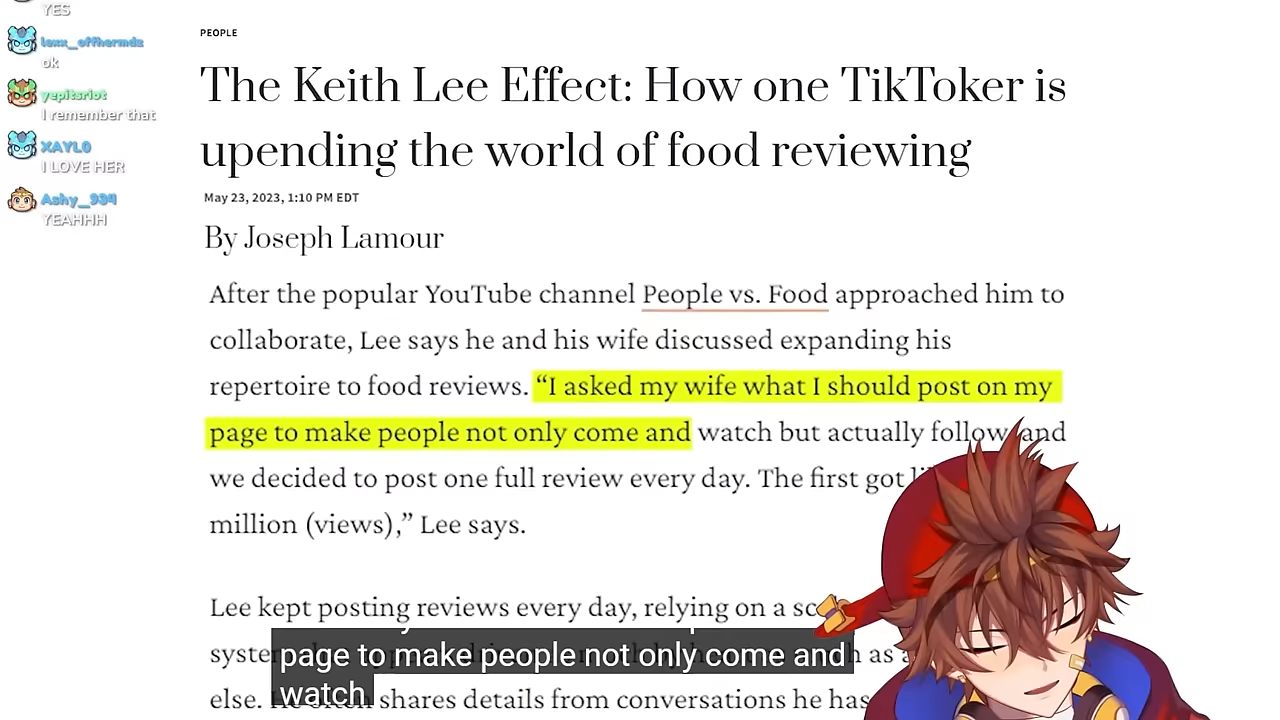 YES
lexx_offhermdz
ok
yepitsriot
I remember that
XAYL0
I LOVE HER
Ashy__934
YEAHHH
PEOPLE
The Keith Lee Effect: How one TikToker is
upending the world of food reviewing
May 23, 2023, 1:10 PM EDT
By Joseph Lamour
After the popular YouTube channel People vs. Food approached him to
collaborate, Lee says he and his wife discussed expanding his
repertoire to food reviews. “I asked my wife what I should post on my
page to make people not only come and watch but actually follow, and
we decided to post one full review every day. The first got
million (views),” Lee says.
Lee kept posting reviews every day, relying on a
page to make people not only come and
watch
else. shares details from conversations he has